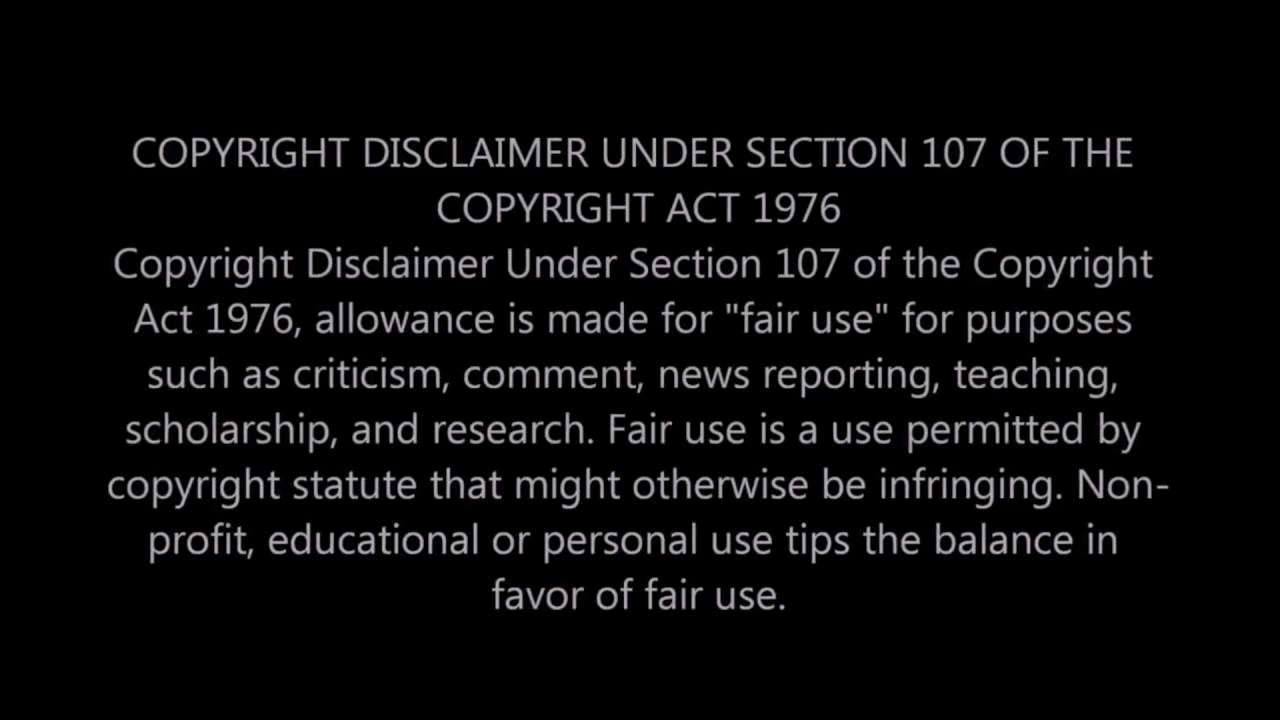 COPYRIGHT DISCLAIMER UNDER SECTION 107 OF THE
COPYRIGHT ACT 1976
Copyright Disclaimer Under Section 107 of the Copyright
Act 1976, allowance is made for "fair use" for purposes
such as criticism, comment, news reporting, teaching,
scholarship, and research. Fair use is a use permitted by
copyright statute that might otherwise be infringing. Non-
profit, educational or personal use tips the balance in
favor of fair use.